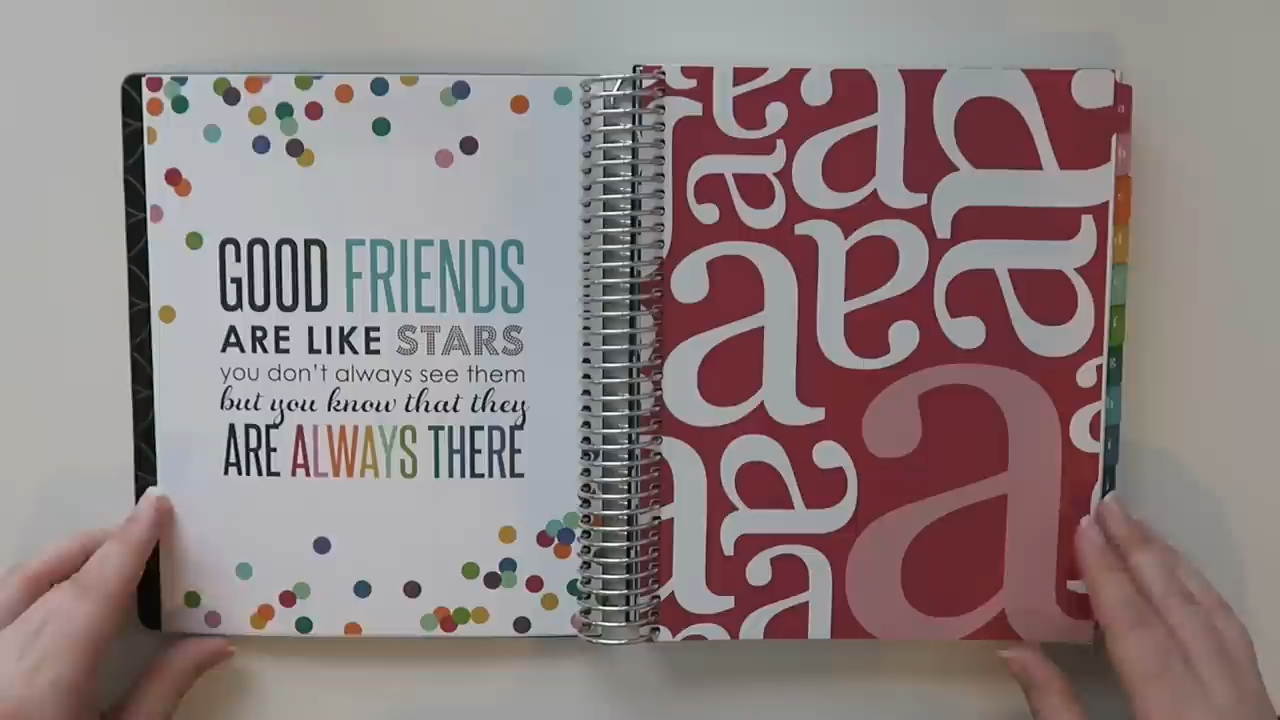 GOOD FRIENDS
ARE LIKE STARS
you don't always see them
but you know that they
ARE ALWAYS THERE
a a a a
a a
a a a
a a
a a
a
a
b
g
h